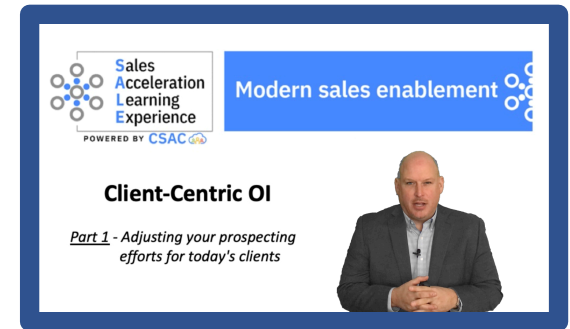 Sales
Acceleration
Learning
Experience
POWERED BY CSAC
Modern sales enablement
Client-Centric OI
Part 1 - Adjusting your prospecting
efforts for today's clients